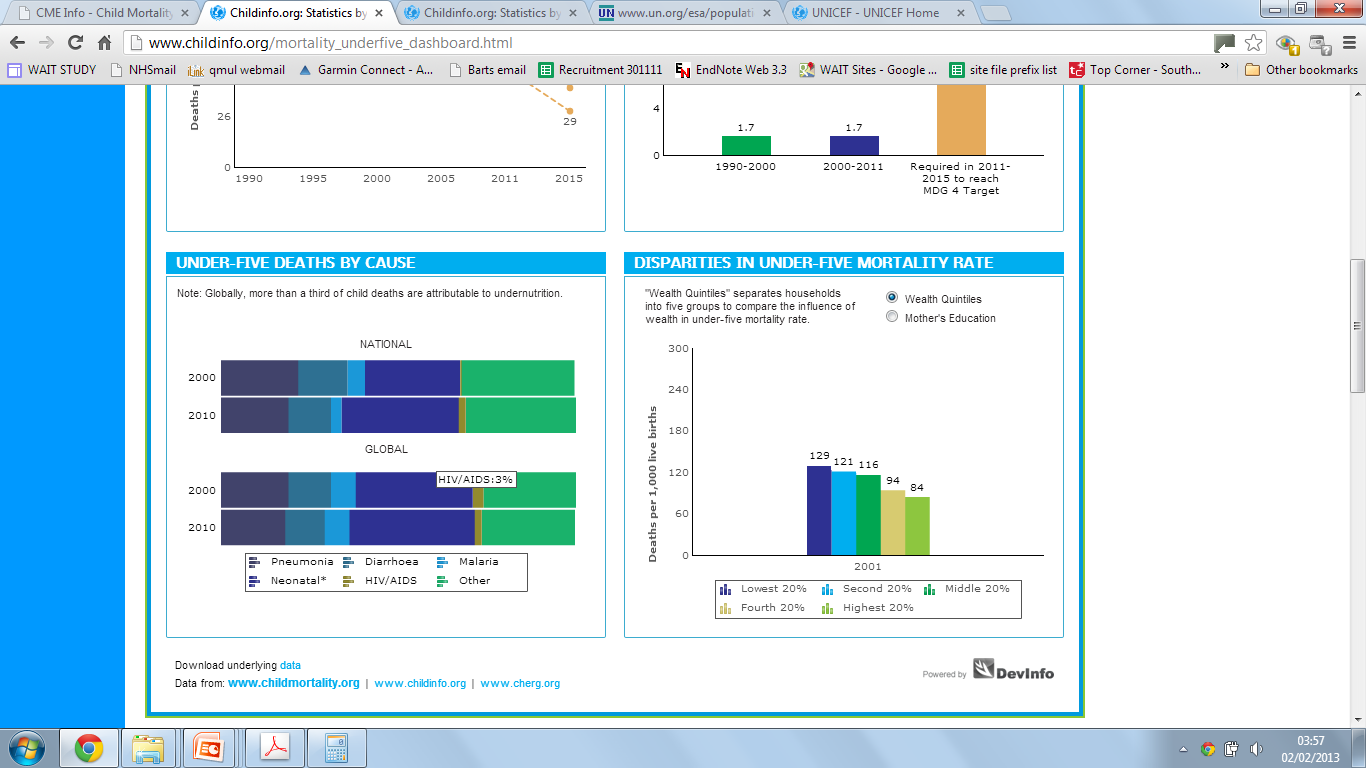 CME Info - Child Mortality
Childinfo.org: Statistics by
Childinfo.org: Statistics by
UN www.un.org/esa/populati
UNICEF - UNICEF Home
www.childinfo.org/mortality_underfive_dashboard.html
WAIT STUDY
NHSmail
qmul webmail
Garmin Connect - A...
Barts email
Recruitment 301111
EndNote Web 3.3
WAIT Sites - Google ...
site file prefix list
Top Corner - South...
»
Other bookmarks
Deaths
26
29
0
1990 1995 2000 2005 2011 2015
4
1.7 1.7
0
1990-2000 2000-2011 Required in 2011-
2015 to reach
MDG 4 Target
UNDER-FIVE DEATHS BY CAUSE
Note: Globally, more than a third of child deaths are attributable to undernutrition.
NATIONAL
2000
2010
GLOBAL
HIV/AIDS:3%
2000
2010
Pneumonia Diarrhoea Malaria
Neonatal* HIV/AIDS Other
DISPARITIES IN UNDER-FIVE MORTALITY RATE
"Wealth Quintiles" separates households
into five groups to compare the influence of
wealth in under-five mortality rate.
Wealth Quintiles
Mother's Education
Deaths per 1,000 live births
300
240
180
120
60
0
129 121 116 94 84
2001
Lowest 20% Second 20% Middle 20%
Fourth 20% Highest 20%
Download underlying data
Data from: www.childmortality.org | www.childinfo.org | www.cherg.org
Powered by DevInfo
03:57
02/02/2013